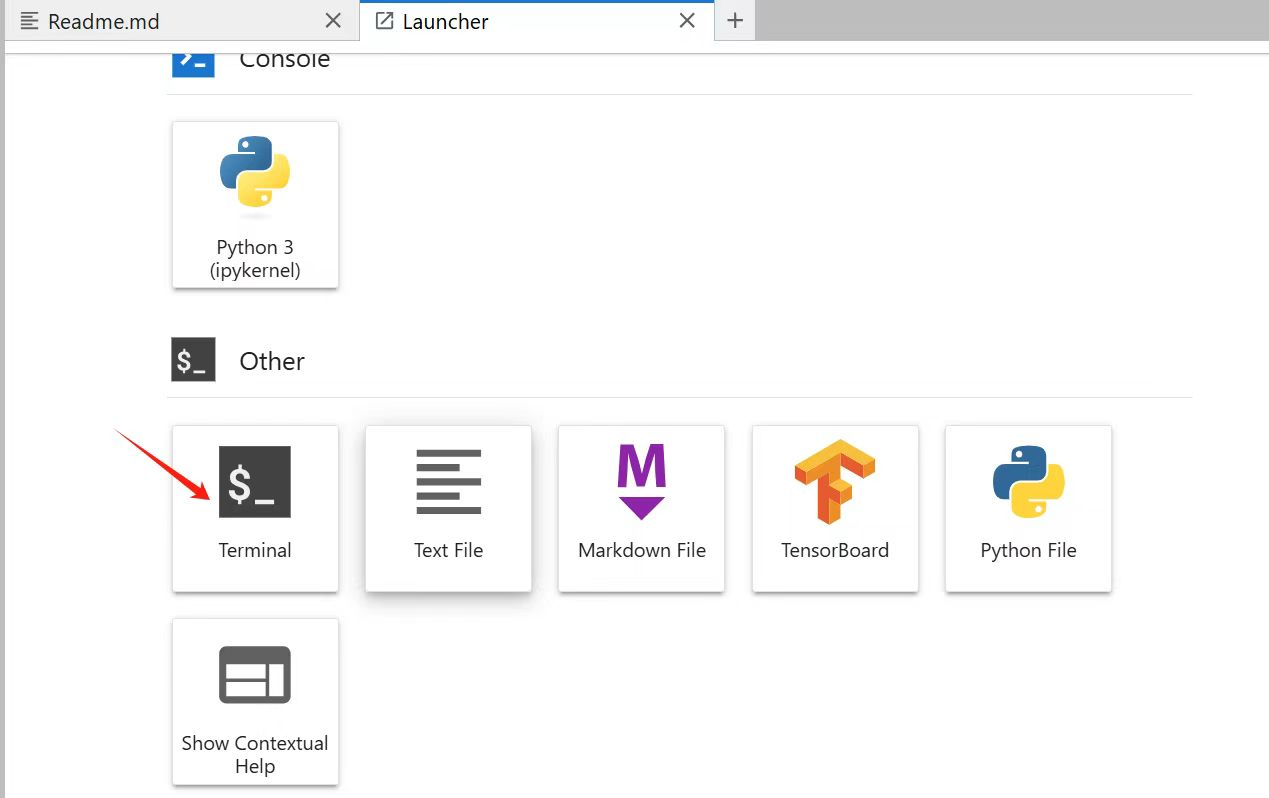 Readme.md
Launcher
Console
Python 3
(ipykernel)
$_
Other
$_
Terminal
Text File
M
Markdown File
TensorBoard
Python File
Show Contextual
Help